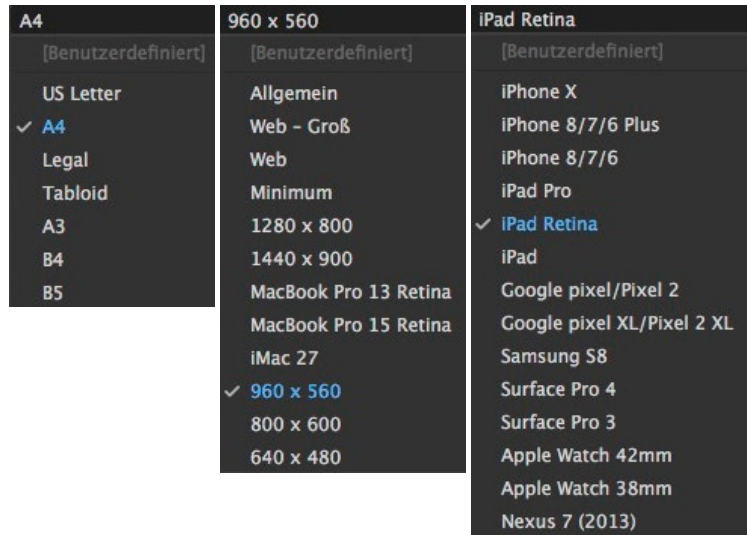 A4
[Benutzerdefiniert]
US Letter
A4
Legal
Tabloid
A3
B4
B5
960 x 560
[Benutzerdefiniert]
Allgemein
Web – Groß
Web
Minimum
1280 x 800
1440 x 900
MacBook Pro 13 Retina
MacBook Pro 15 Retina
iMac 27
960 x 560
800 x 600
640 x 480
iPad Retina
[Benutzerdefiniert]
iPhone X
iPhone 8/7/6 Plus
iPhone 8/7/6
iPad Pro
iPad Retina
iPad
Google pixel/Pixel 2
Google pixel XL/Pixel 2 XL
Samsung S8
Surface Pro 4
Surface Pro 3
Apple Watch 42mm
Apple Watch 38mm
Nexus 7 (2013)